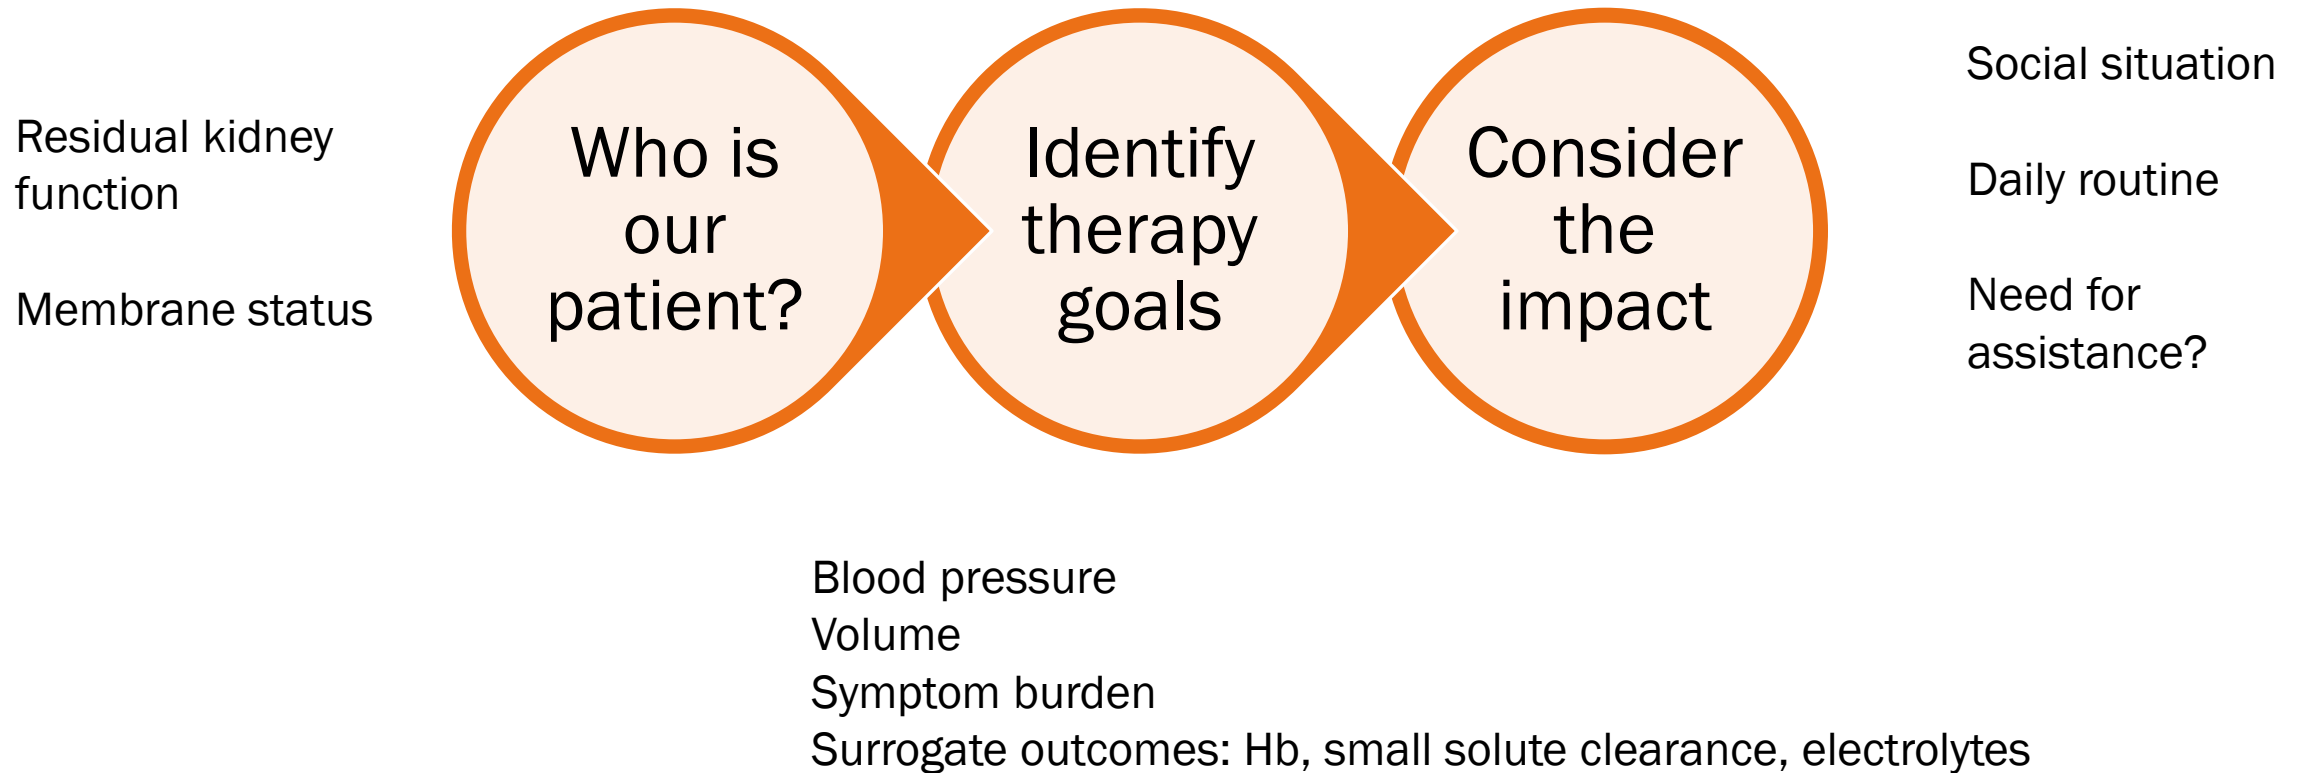 Residual kidney
function
Membrane status
Who is
our
patient?
Identify
therapy
goals
Consider
the
impact
Social situation
Daily routine
Need for
assistance?
Blood pressure
Volume
Symptom burden
Surrogate outcomes: Hb, small solute clearance, electrolytes